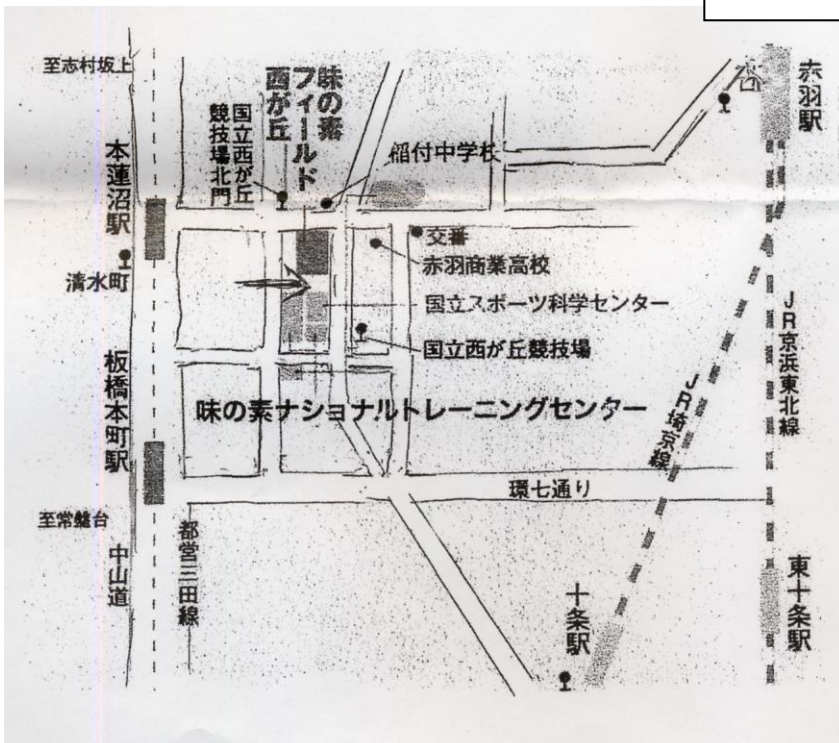 至志村坂上
味の素
フィールド
西が丘
国立西が丘
競技場北門
稲付中学校
赤羽駅
本蓮沼駅
清水町
交番
赤羽商業高校
国立スポーツ科学センター
国立西が丘競技場
JR京浜東北線
JR埼京線
板橋本町駅
味の素ナショナルトレーニングセンター
環七通り
至常盤台
中山道
都営三田線
十条駅
東十条駅